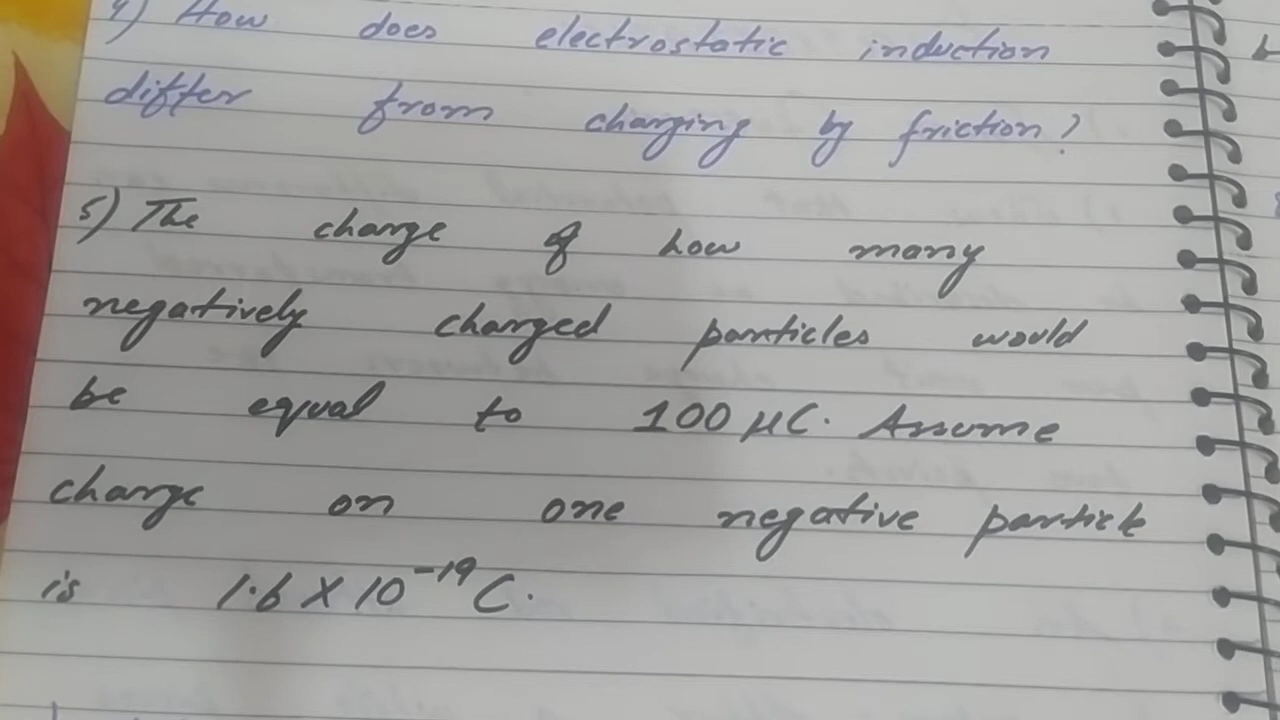 4) How does electrostatic induction
differ from charging by friction?
5) The charge of how many
negatively charged particles would
be equal to 100 μC. Assume
charge on one negative particle
is 1.6 X 10⁻¹⁹ C.